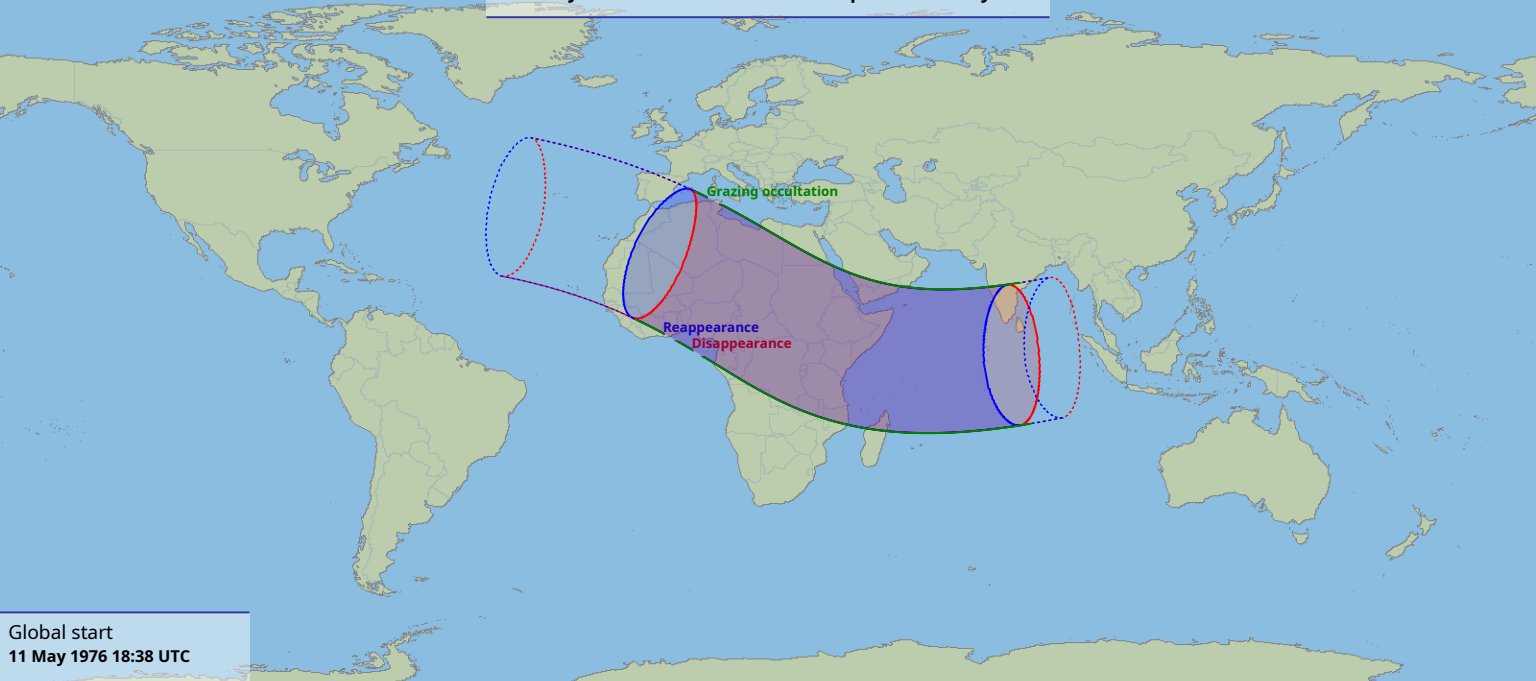 Grazing occultation
Reappearance
Disappearance
Global start
11 May 1976 18:38 UTC